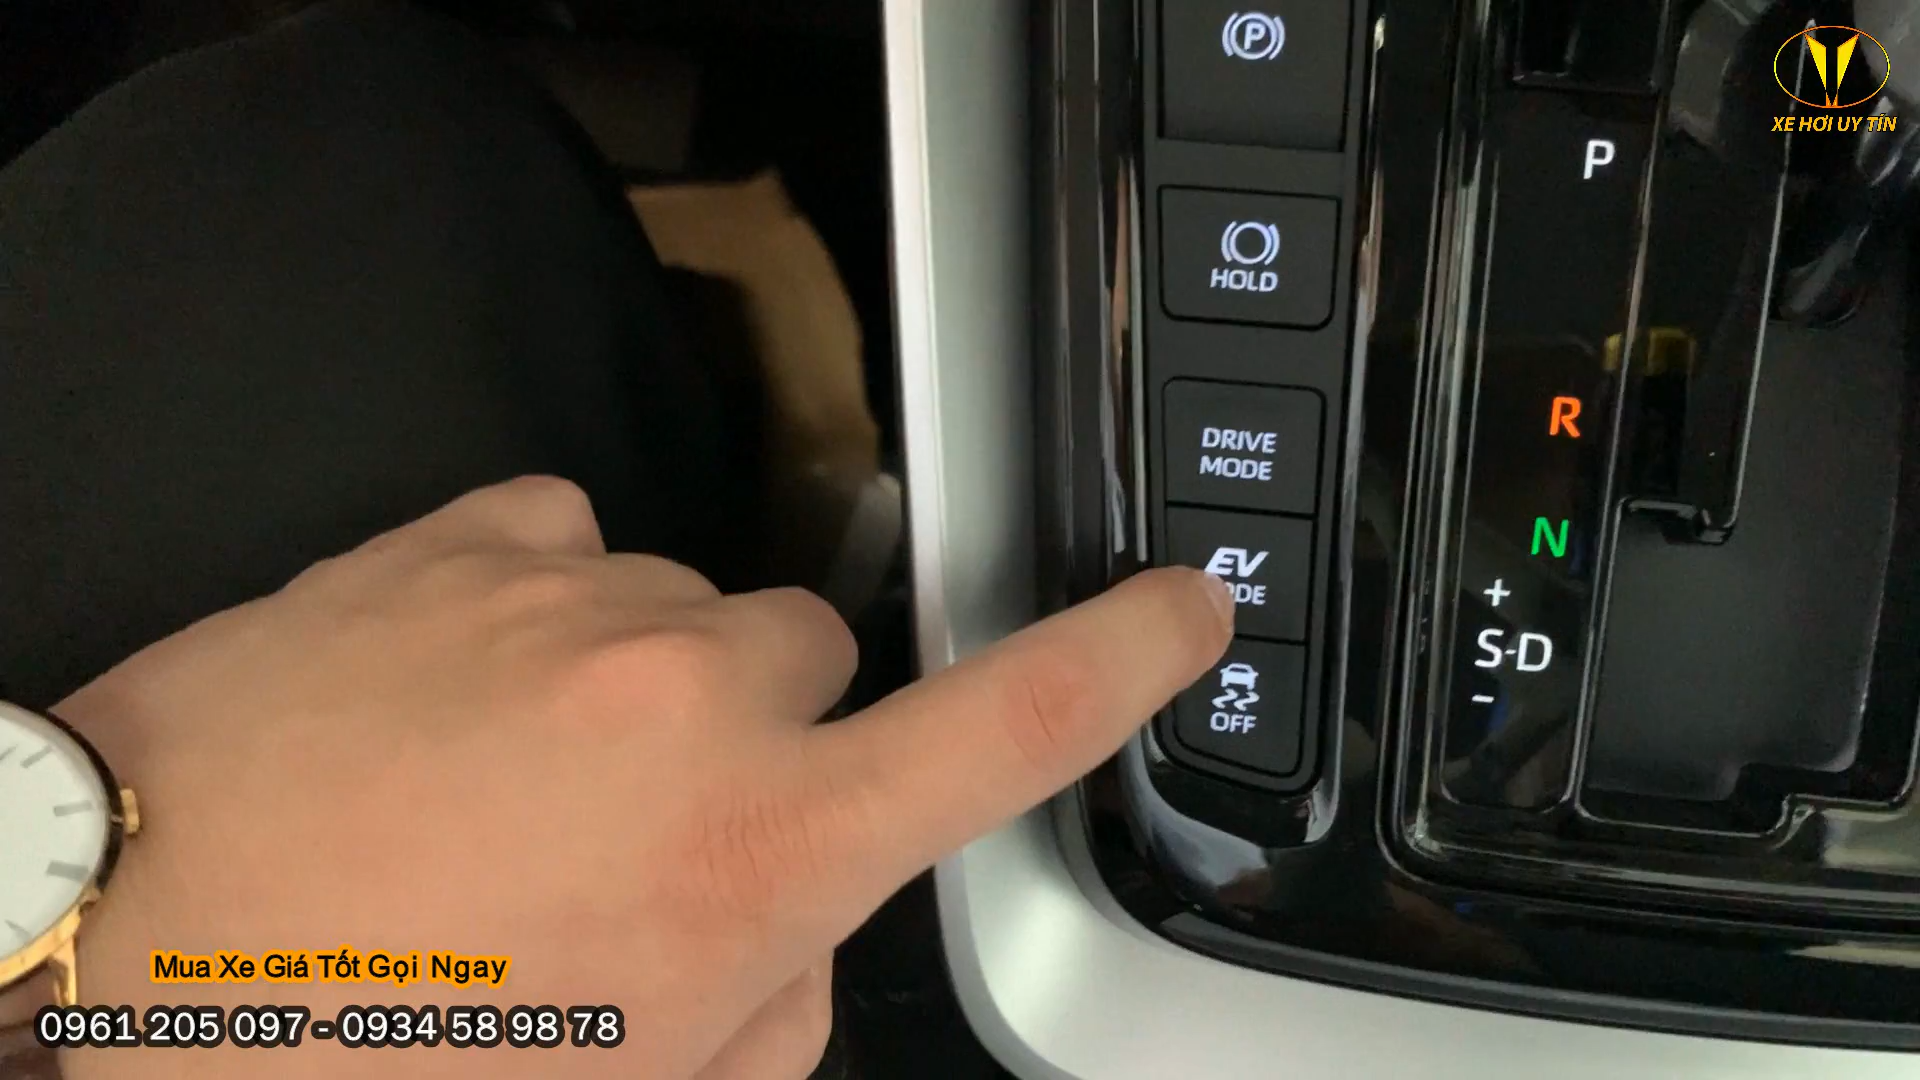 P
XE HƠI UY TÍN
P
HOLD
DRIVE
MODE
R
N
EV
DE
+
S-D
-
OFF
Mua Xe Giá Tốt Gọi Ngay
0961 205 097 - 0934 58 98 78